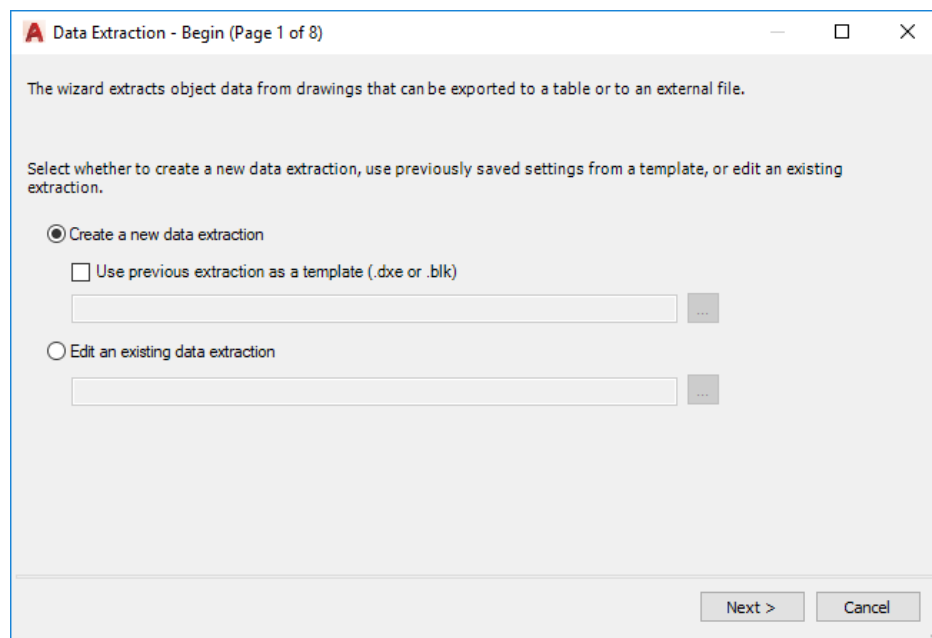 Data Extraction - Begin (Page 1 of 8)
The wizard extracts object data from drawings that can be exported to a table or to an external file.
Select whether to create a new data extraction, use previously saved settings from a template, or edit an existing
extraction.
Create a new data extraction
Use previous extraction as a template (.dxe or .blk)
...
Edit an existing data extraction
...
Next >
Cancel